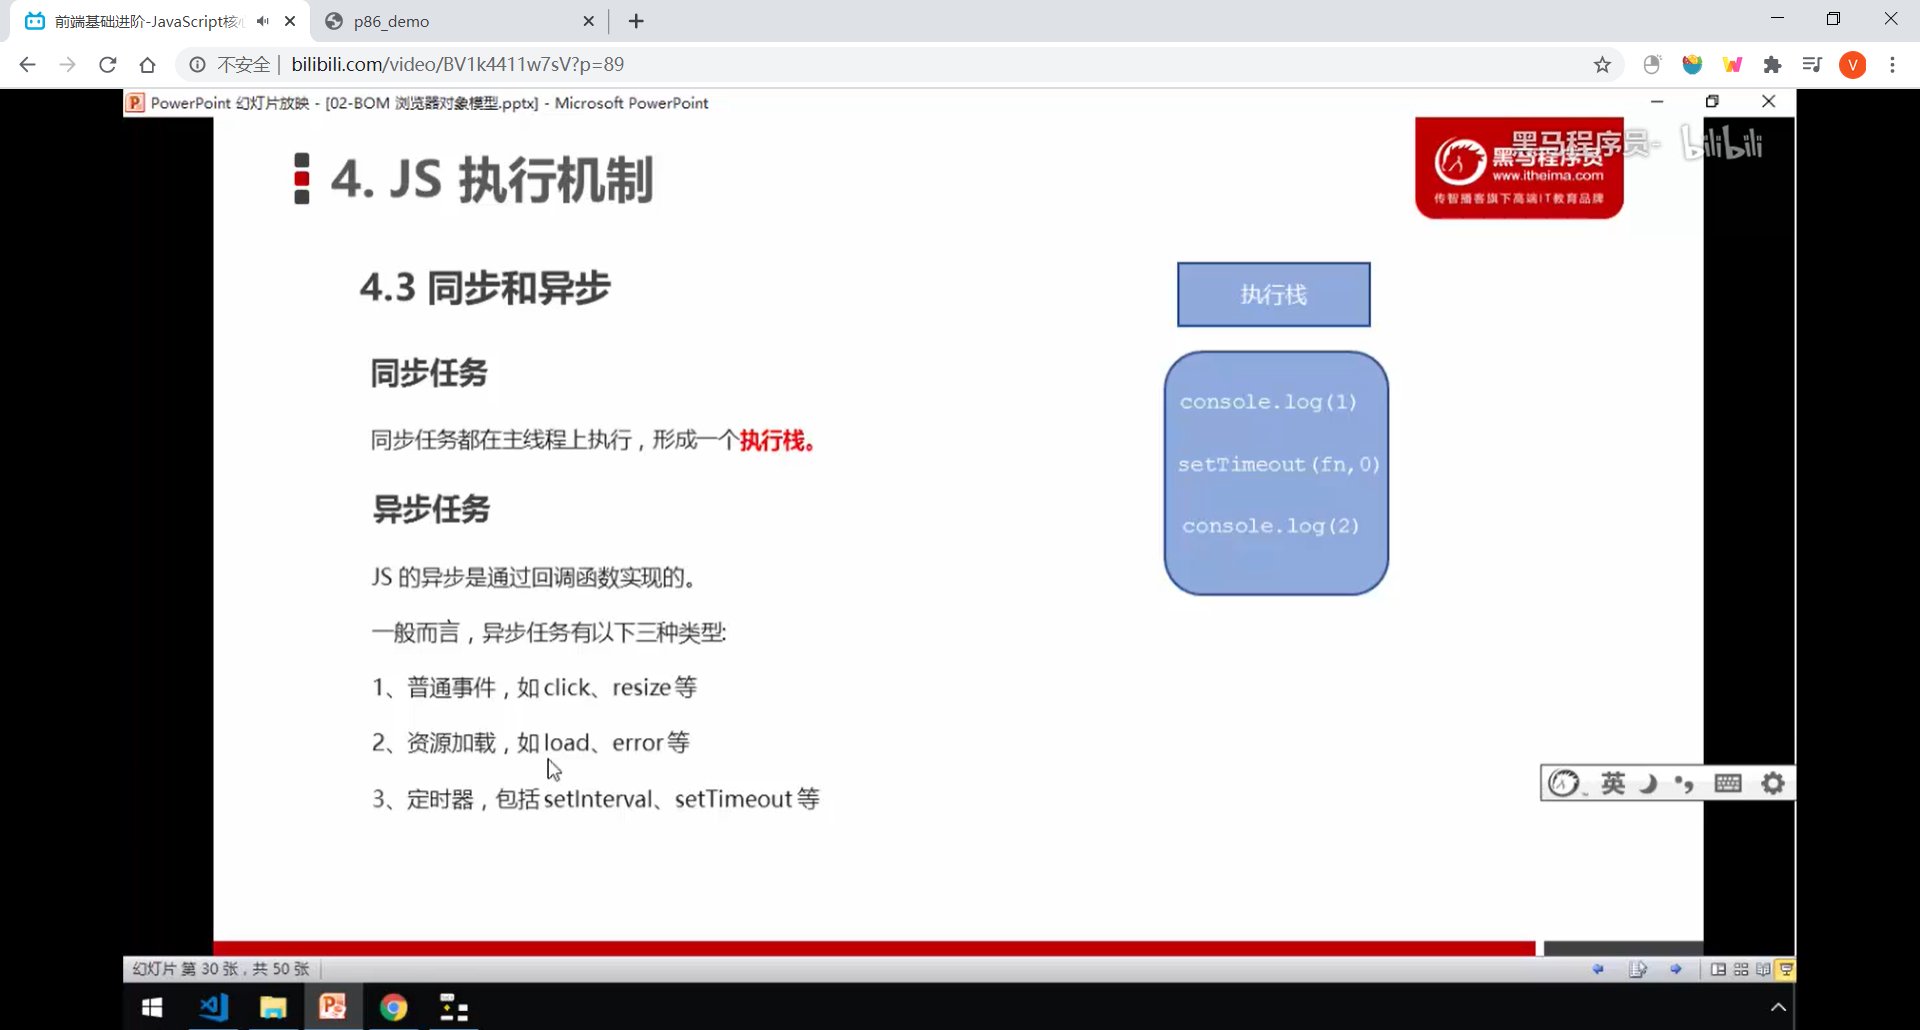 前端基础进阶-JavaScript核心
p86_demo
不安全 | bilibili.com/video/BV1k4411w7sV?p=89
V
PowerPoint 幻灯片放映 - [02-BOM 浏览器对象模型.pptx] - Microsoft PowerPoint
黑马程序员- bilibili
黑马程序员
www.itheima.com
传智播客旗下高端IT教育品牌
4. JS 执行机制
4.3 同步和异步
同步任务
同步任务都在主线程上执行，形成一个执行栈。
异步任务
JS 的异步是通过回调函数实现的。
一般而言，异步任务有以下三种类型:
1、普通事件，如 click、resize 等
2、资源加载，如 load、error 等
3、定时器，包括 setInterval、setTimeout 等
执行栈
console.log(1)
setTimeout(fn,0)
console.log(2)
英
幻灯片 第 30 张，共 50 张